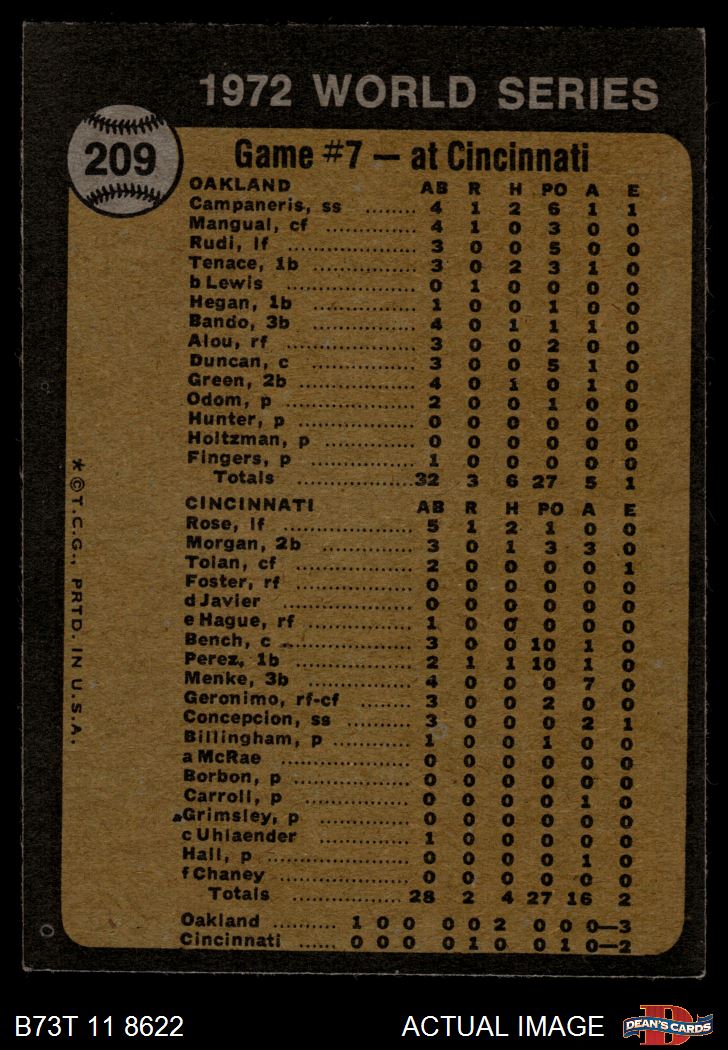 1972 WORLD SERIES
209
Game #7 — at Cincinnati
OAKLAND AB R H PO A E
Campaneris, ss ........ 4 1 2 6 1 1
Mangual, cf .............. 4 1 0 3 0 0
Rudi, lf .................... 3 0 0 5 0 0
Tenace, 1b ................ 3 0 2 3 1 0
b Lewis .................... 0 1 0 0 0 0
Hegan, 1b ................ 1 0 0 1 0 0
Bando, 3b ................ 4 0 1 1 1 0
Alou, rf .................... 3 0 0 2 0 0
Duncan, c ................ 3 0 0 5 1 0
Green, 2b ................ 4 0 1 0 1 0
Odom, p .................... 2 0 0 1 0 0
Hunter, p .................. 0 0 0 0 0 0
Holtzman, p .............. 0 0 0 0 0 0
Fingers, p ................ 1 0 0 0 0 0
Totals .................... 32 3 6 27 5 1
CINCINNATI AB R H PO A E
Rose, lf .................... 5 1 2 1 0 0
Morgan, 2b .............. 3 0 1 3 3 0
Tolan, cf .................. 2 0 0 0 0 1
Foster, rf .................. 0 0 0 0 0 0
d Javier .................... 0 0 0 0 0 0
e Hague, rf ................ 1 0 0 0 0 0
Bench, c .................. 3 0 0 10 1 0
Perez, 1b .................. 2 1 1 10 1 0
Menke, 3b ................ 4 0 0 0 7 0
Geronimo, rf-cf ........ 3 0 0 2 0 0
Concepcion, ss .......... 3 0 0 0 2 1
Billingham, p ............ 1 0 0 1 0 0
a McRae .................... 0 0 0 0 0 0
Borbon, p .................. 0 0 0 0 0 0
Carroll, p .................. 0 0 0 0 1 0
Grimsley, p .............. 0 0 0 0 0 0
c Uhlaender .............. 1 0 0 0 0 0
Hall, p .................... 0 0 0 0 1 0
f Chaney .................. 0 0 0 0 0 0
Totals .................... 28 2 4 27 16 2
Oakland .......... 1 0 0 0 0 2 0 0 0—3
Cincinnati ...... 0 0 0 0 1 0 0 1 0—2
*©T.C.G., PRTD. IN U.S.A.
B73T 11 8622 ACTUAL IMAGE
DEAN'S CARDS